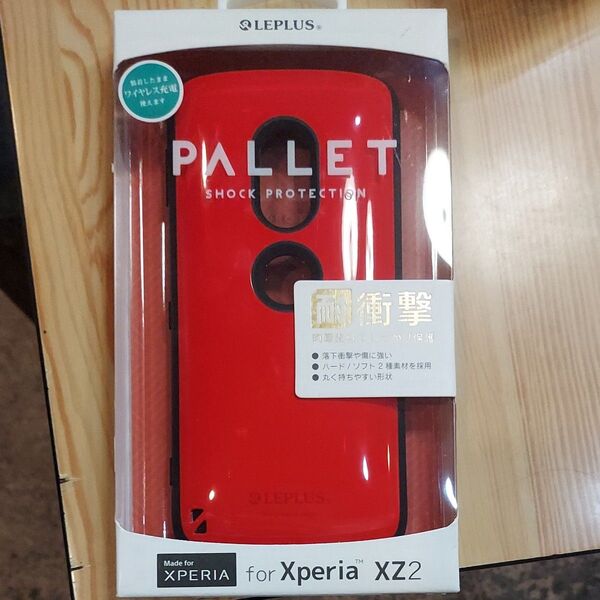 LEPLUS®
装着したまま
ワイヤレス充電
使えます
PALLET
SHOCK PROTECTION
耐衝撃
● 落下衝撃や傷に強い
● ハード / ソフト 2 種素材を採用
● 丸く持ちやすい形状
LEPLUS
Made for
XPERIA
for Xperia™ XZ2